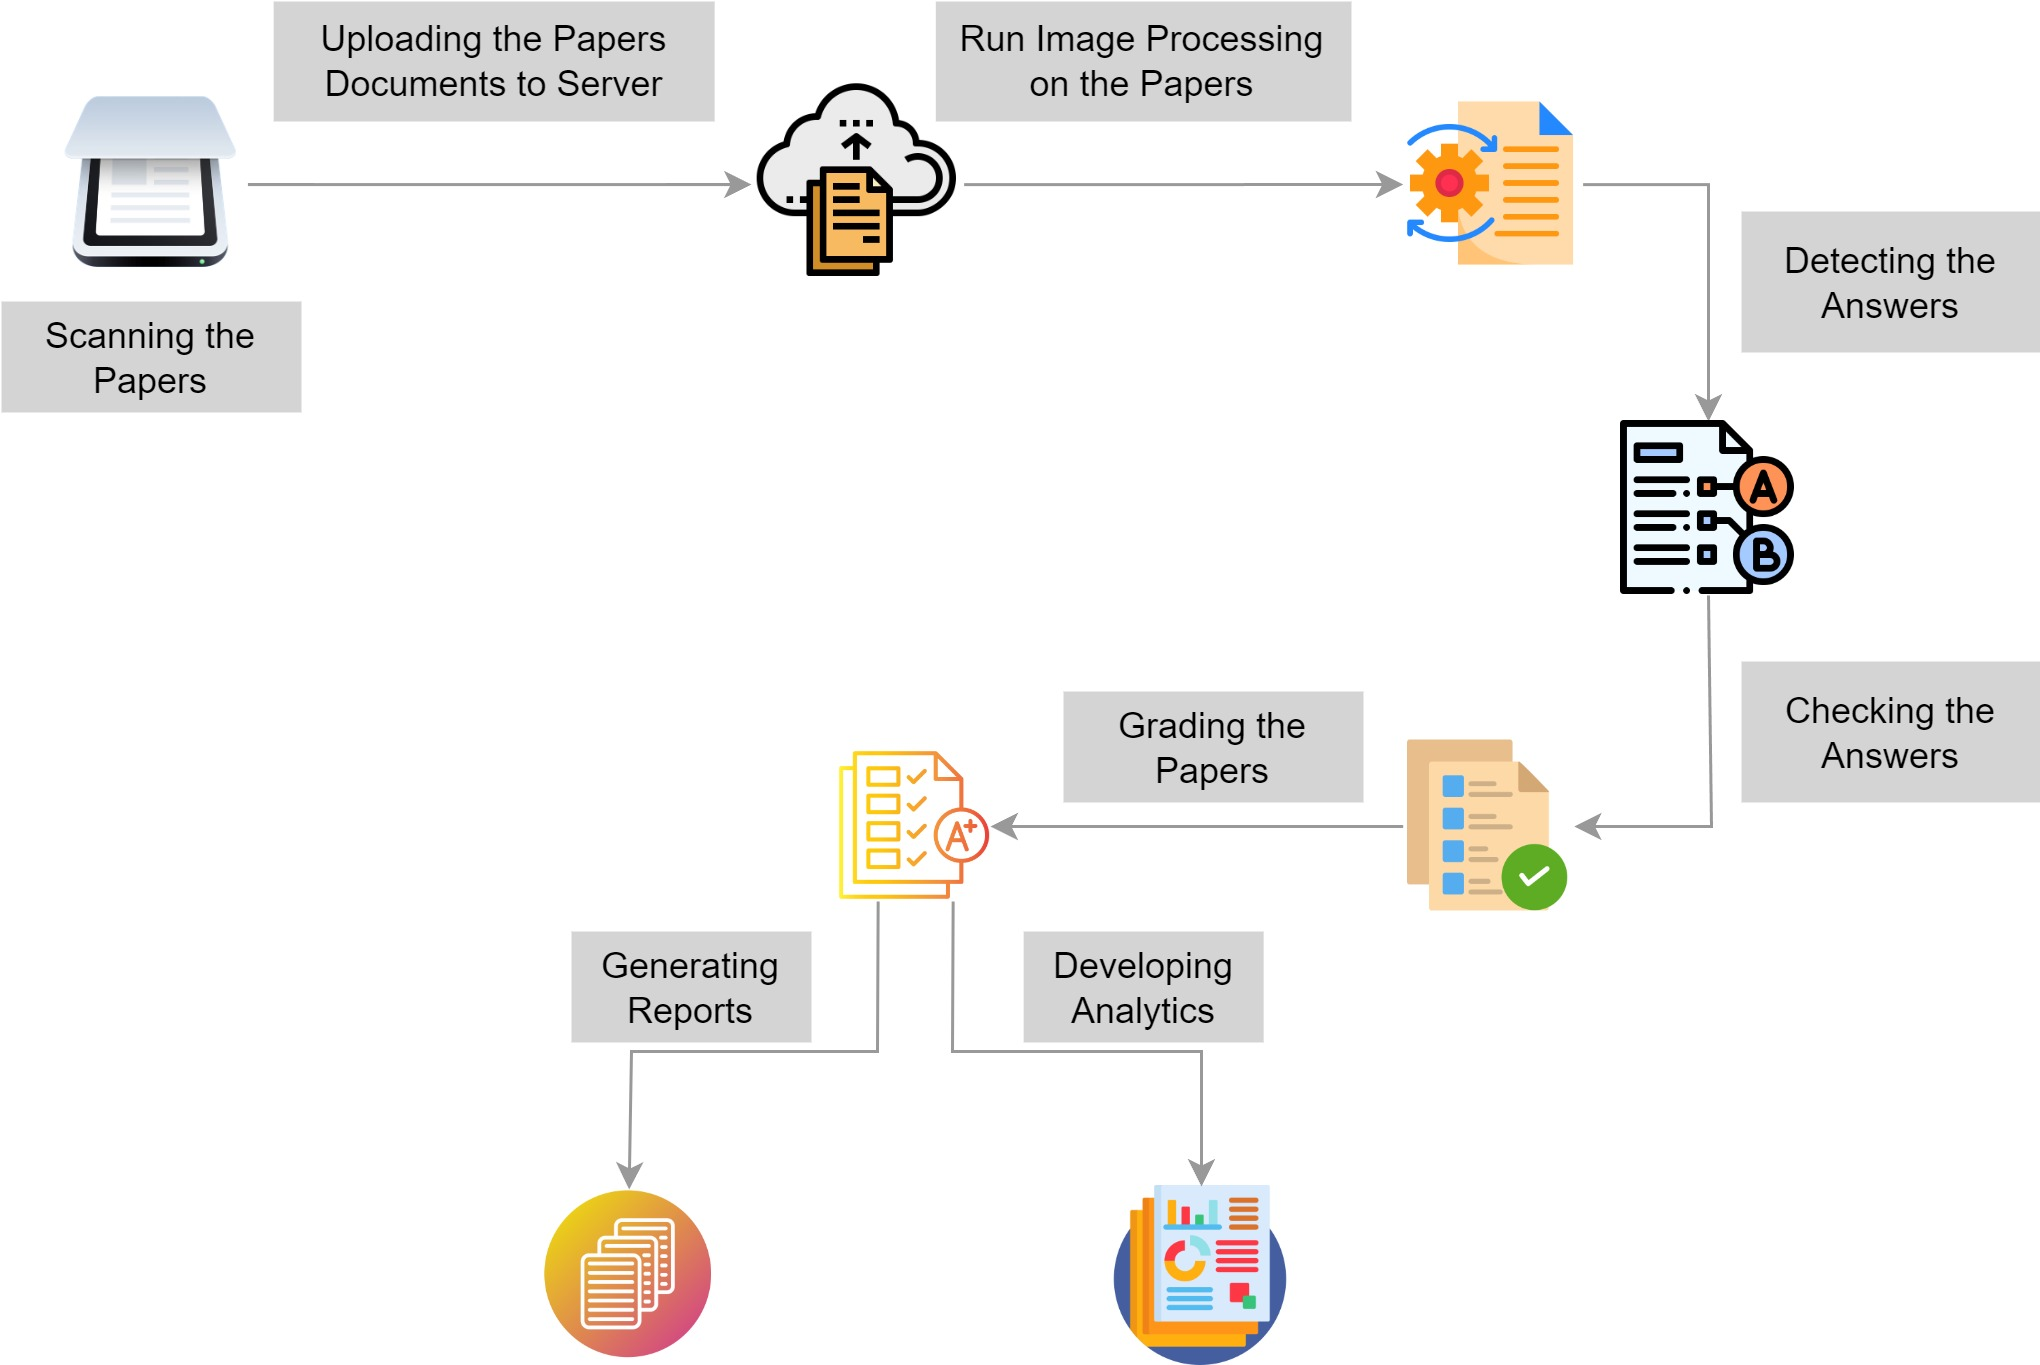 Uploading the Papers
Documents to Server
Run Image Processing
on the Papers
Scanning the
Papers
Detecting the
Answers
A
B
Checking the
Answers
Grading the
Papers
A+
Generating
Reports
Developing
Analytics